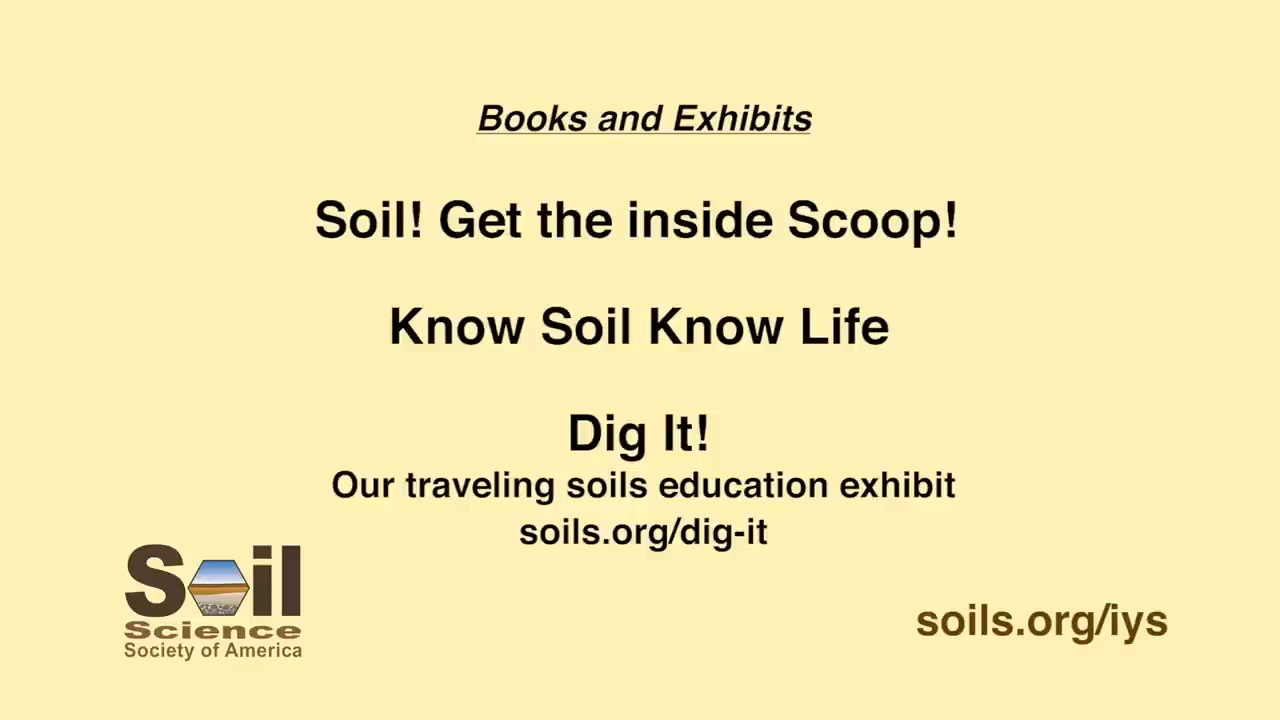 Books and Exhibits
Soil! Get the inside Scoop!
Know Soil Know Life
Dig It!
Our traveling soils education exhibit
soils.org/dig-it
Soil
Science
Society of America
soils.org/iys